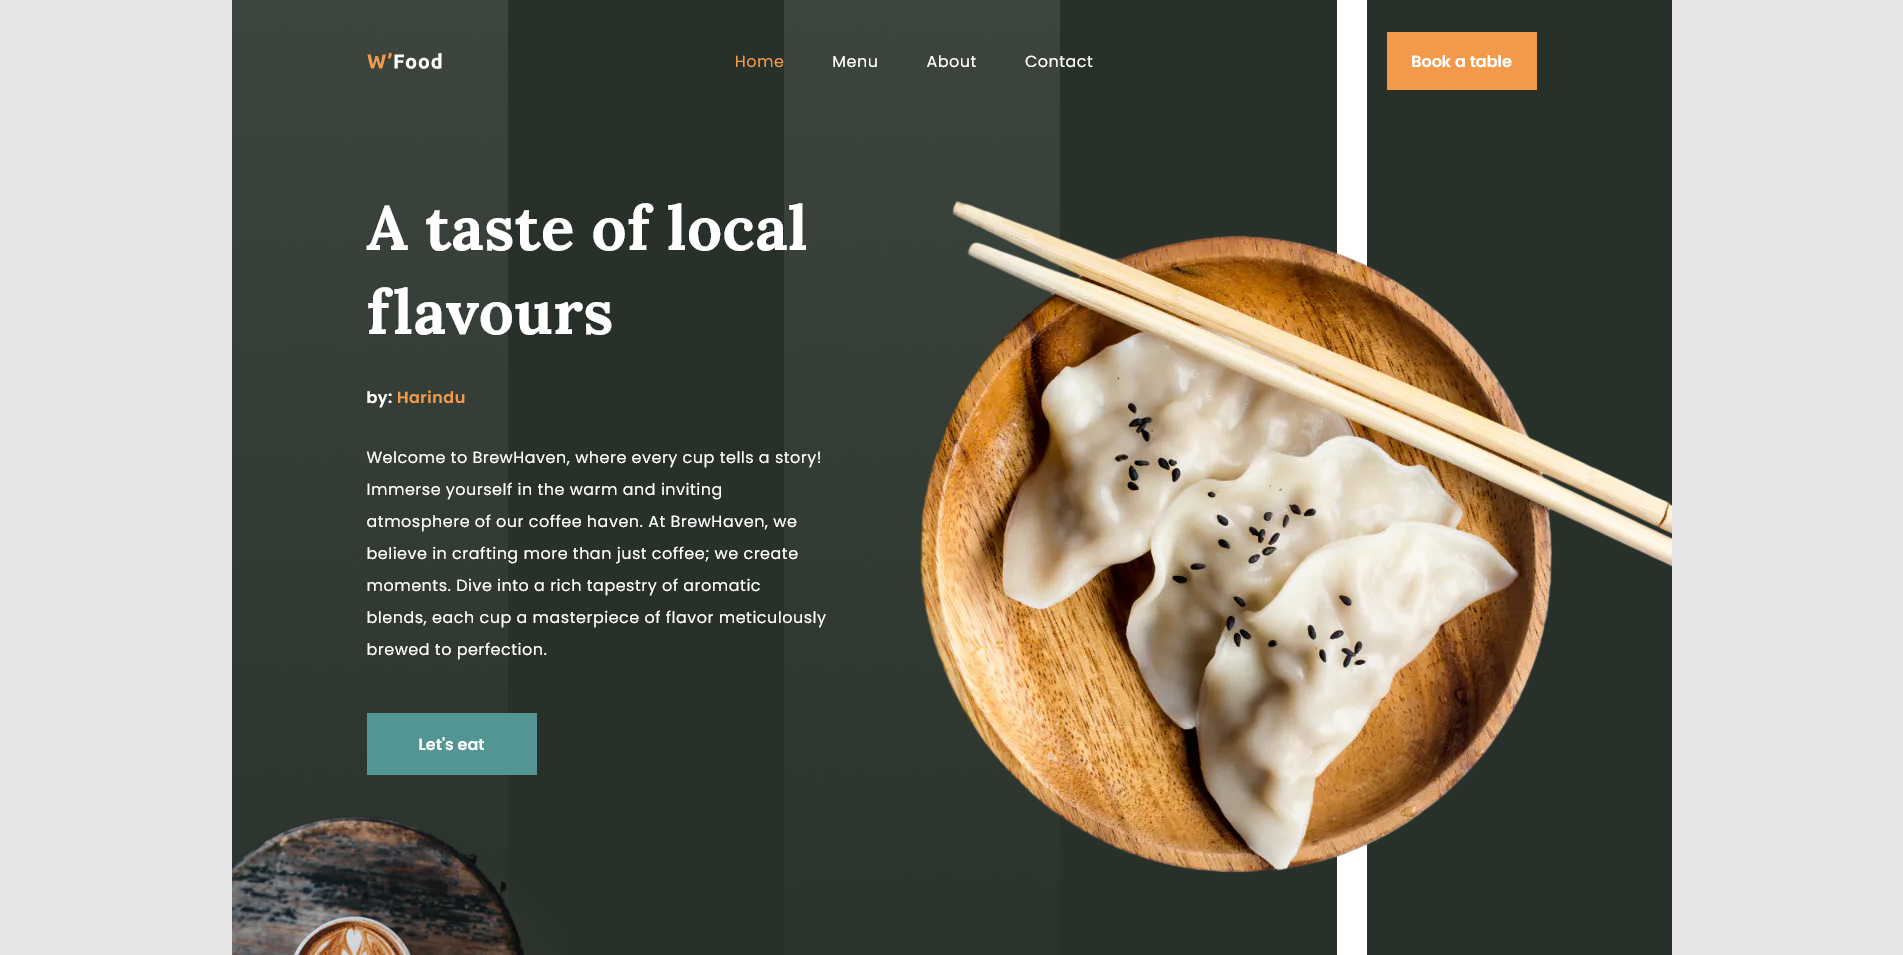 W'Food
Home
Menu
About
Contact
Book a table
A taste of local
flavours
by: Harindu
Welcome to BrewHaven, where every cup tells a story!
Immerse yourself in the warm and inviting
atmosphere of our coffee haven. At BrewHaven, we
believe in crafting more than just coffee; we create
moments. Dive into a rich tapestry of aromatic
blends, each cup a masterpiece of flavor meticulously
brewed to perfection.
Let's eat